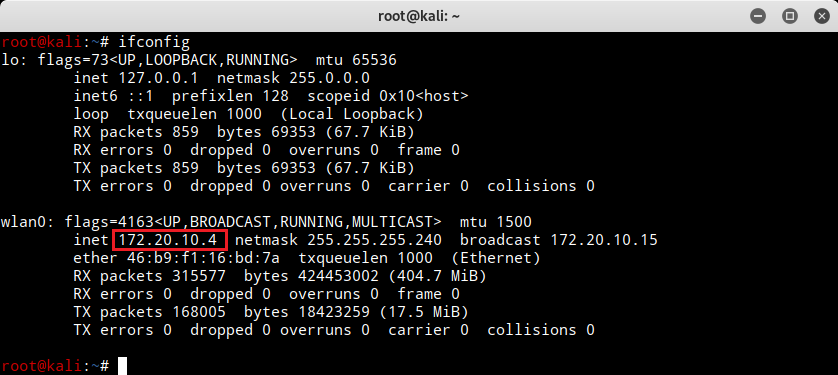 root@kali: ~
root@kali:~# ifconfig
lo: flags=73<UP,LOOPBACK,RUNNING>  mtu 65536
        inet 127.0.0.1  netmask 255.0.0.0
        inet6 ::1  prefixlen 128  scopeid 0x10<host>
        loop  txqueuelen 1000  (Local Loopback)
        RX packets 859  bytes 69353 (67.7 KiB)
        RX errors 0  dropped 0  overruns 0  frame 0
        TX packets 859  bytes 69353 (67.7 KiB)
        TX errors 0  dropped 0 overruns 0  carrier 0  collisions 0

wlan0: flags=4163<UP,BROADCAST,RUNNING,MULTICAST>  mtu 1500
        inet 172.20.10.4  netmask 255.255.255.240  broadcast 172.20.10.15
        ether 46:b9:f1:16:bd:7a  txqueuelen 1000  (Ethernet)
        RX packets 315577  bytes 424453002 (404.7 MiB)
        RX errors 0  dropped 0  overruns 0  frame 0
        TX packets 168005  bytes 18423259 (17.5 MiB)
        TX errors 0  dropped 0 overruns 0  carrier 0  collisions 0

root@kali:~#